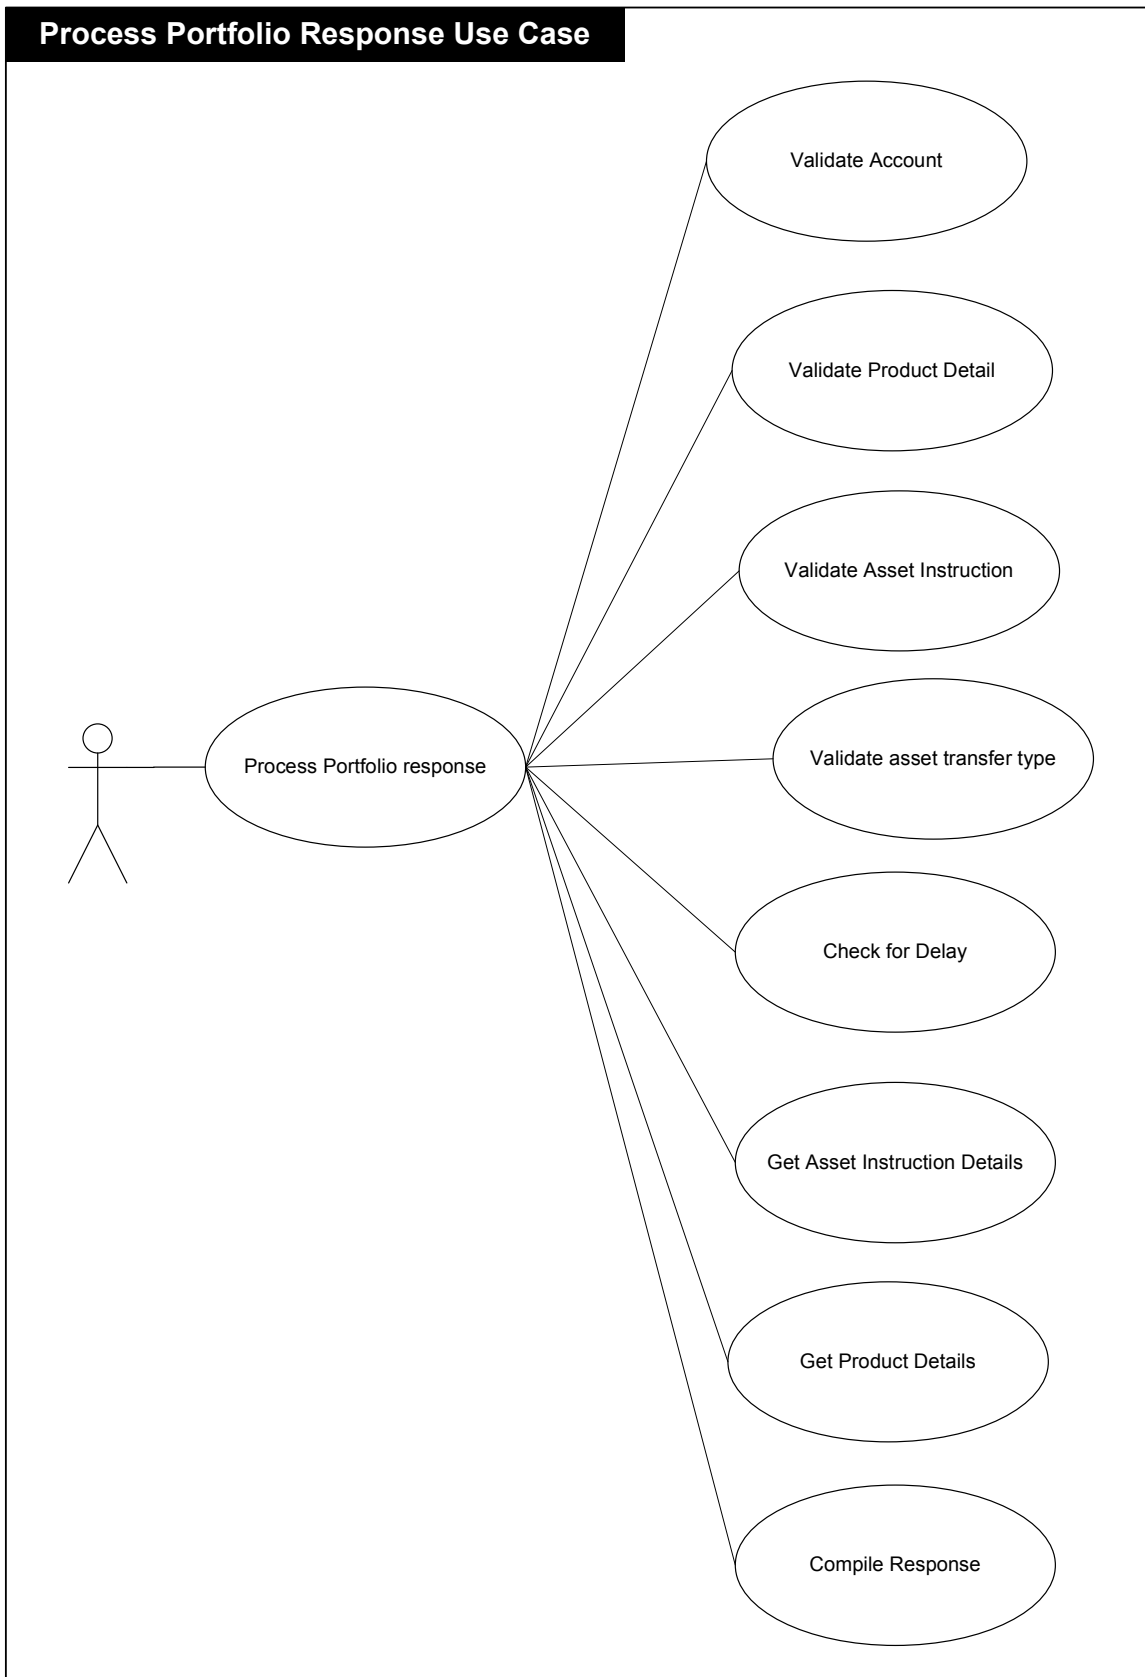 Process Portfolio Response Use Case
Validate Account
Validate Product Detail
Validate Asset Instruction
Process Portfolio response
Validate asset transfer type
Check for Delay
Get Asset Instruction Details
Get Product Details
Compile Response